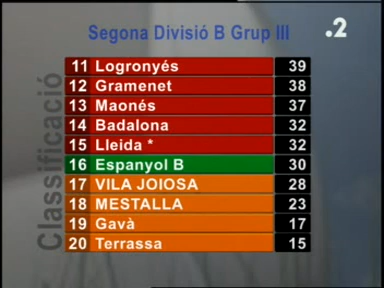 Segona Divisió B Grup III
.2
Classificació
11 Logronyés 39
12 Gramenet 38
13 Maonés 37
14 Badalona 32
15 Lleida * 32
16 Espanyol B 30
17 VILA JOIOSA 28
18 MESTALLA 23
19 Gavà 17
20 Terrassa 15